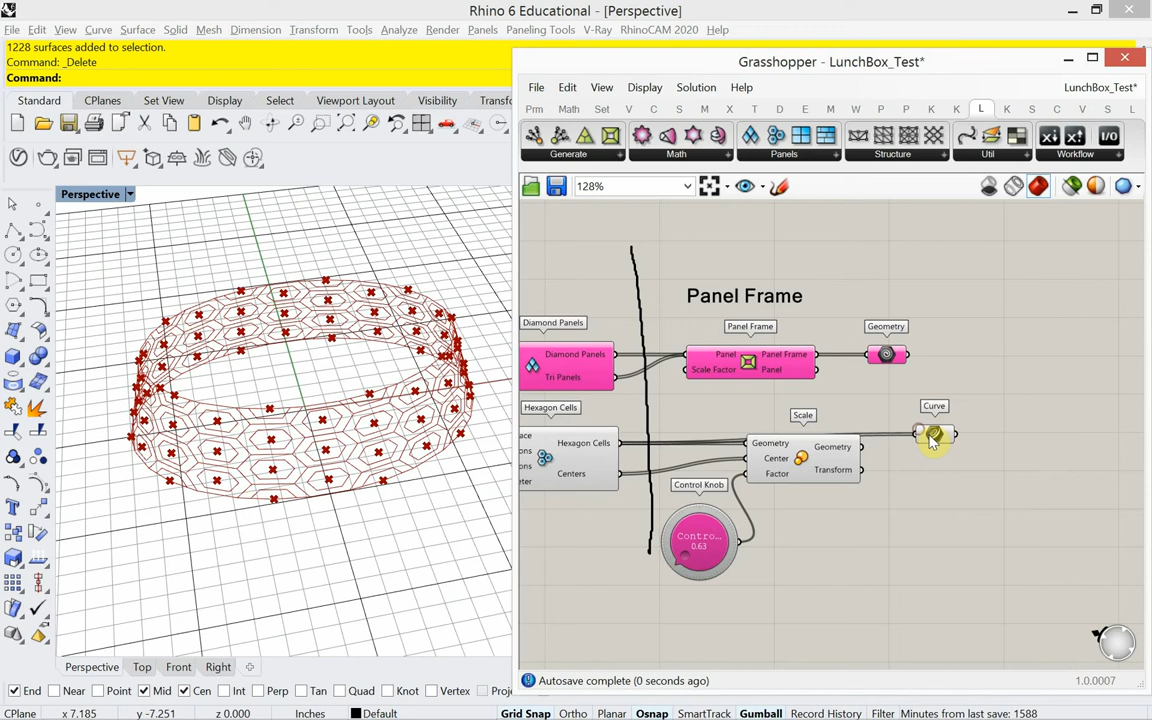 Rhino 6 Educational - [Perspective]
File Edit View Curve Surface Solid Mesh Dimension Transform Tools Analyze Render Panels Paneling Tools V-Ray RhinoCAM 2020 Help
1228 surfaces added to selection.
Command: _Delete
Command:
Standard CPlanes Set View Display Select Viewport Layout Visibility Transfo
Perspective
Grasshopper - LunchBox_Test*
File Edit View Display Solution Help LunchBox_Test*
Prm Math Set V C S M X I T D A M W P P K K L K S V S L
Generate Math Panels Structure Util Workflow
I/O
128%
Panel Frame
Diamond Panels Panel Frame Geometry
Diamond Panels
Tri Panels
Panel Panel Frame
Scale Factor Panel
Hexagon Cells Scale Curve
ace
ons
ons
eter
Hexagon Cells
Centers
Geometry Geometry
Center
Factor Transform
Control Knob
Contro...
0.63
Autosave complete (0 seconds ago) 1.0.0007
Perspective Top Front Right
End Near Point Mid Cen Int Perp Tan Quad Knot Vertex Projec
CPlane x 7.185 y -7.251 z 0.000 Inches Default Grid Snap Ortho Planar Osnap SmartTrack Gumball Record History Filter Minutes from last save: 1588